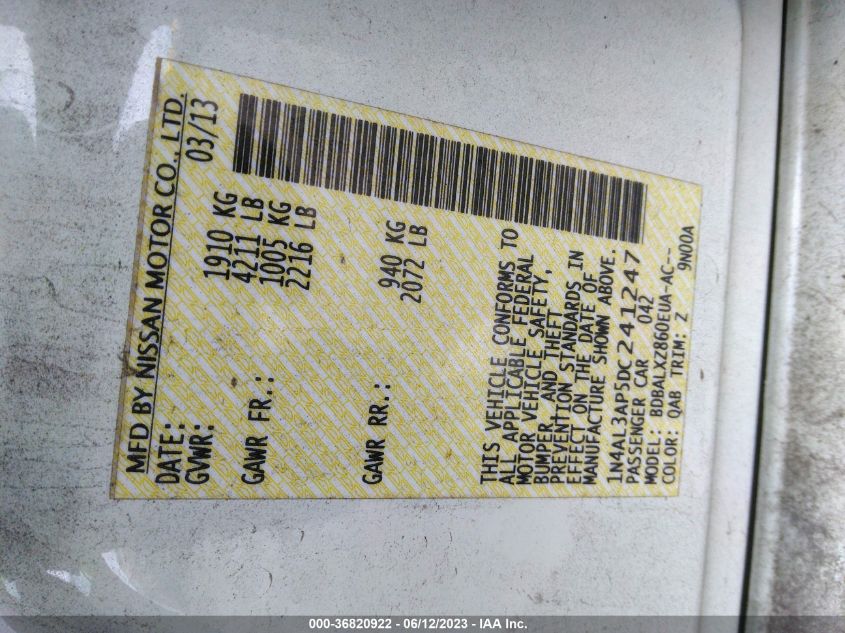 MFD BY NISSAN MOTOR CO., LTD.
DATE: 03/13
GVWR: 1910 KG
4211 LB
GAWR FR.: 1005 KG
2216 LB
GAWR RR.: 940 KG
2072 LB
THIS VEHICLE CONFORMS TO
ALL APPLICABLE FEDERAL
MOTOR VEHICLE SAFETY,
BUMPER AND THEFT
PREVENTION STANDARDS IN
EFFECT ON THE DATE OF
MANUFACTURE SHOWN ABOVE.
1N4AL3AP5DC241247
PASSENGER CAR 042
MODEL: BDBALXZ860EUA-AC--
COLOR: QAB TRIM: Z 9N00A
000-36820922 - 06/12/2023 - IAA Inc.